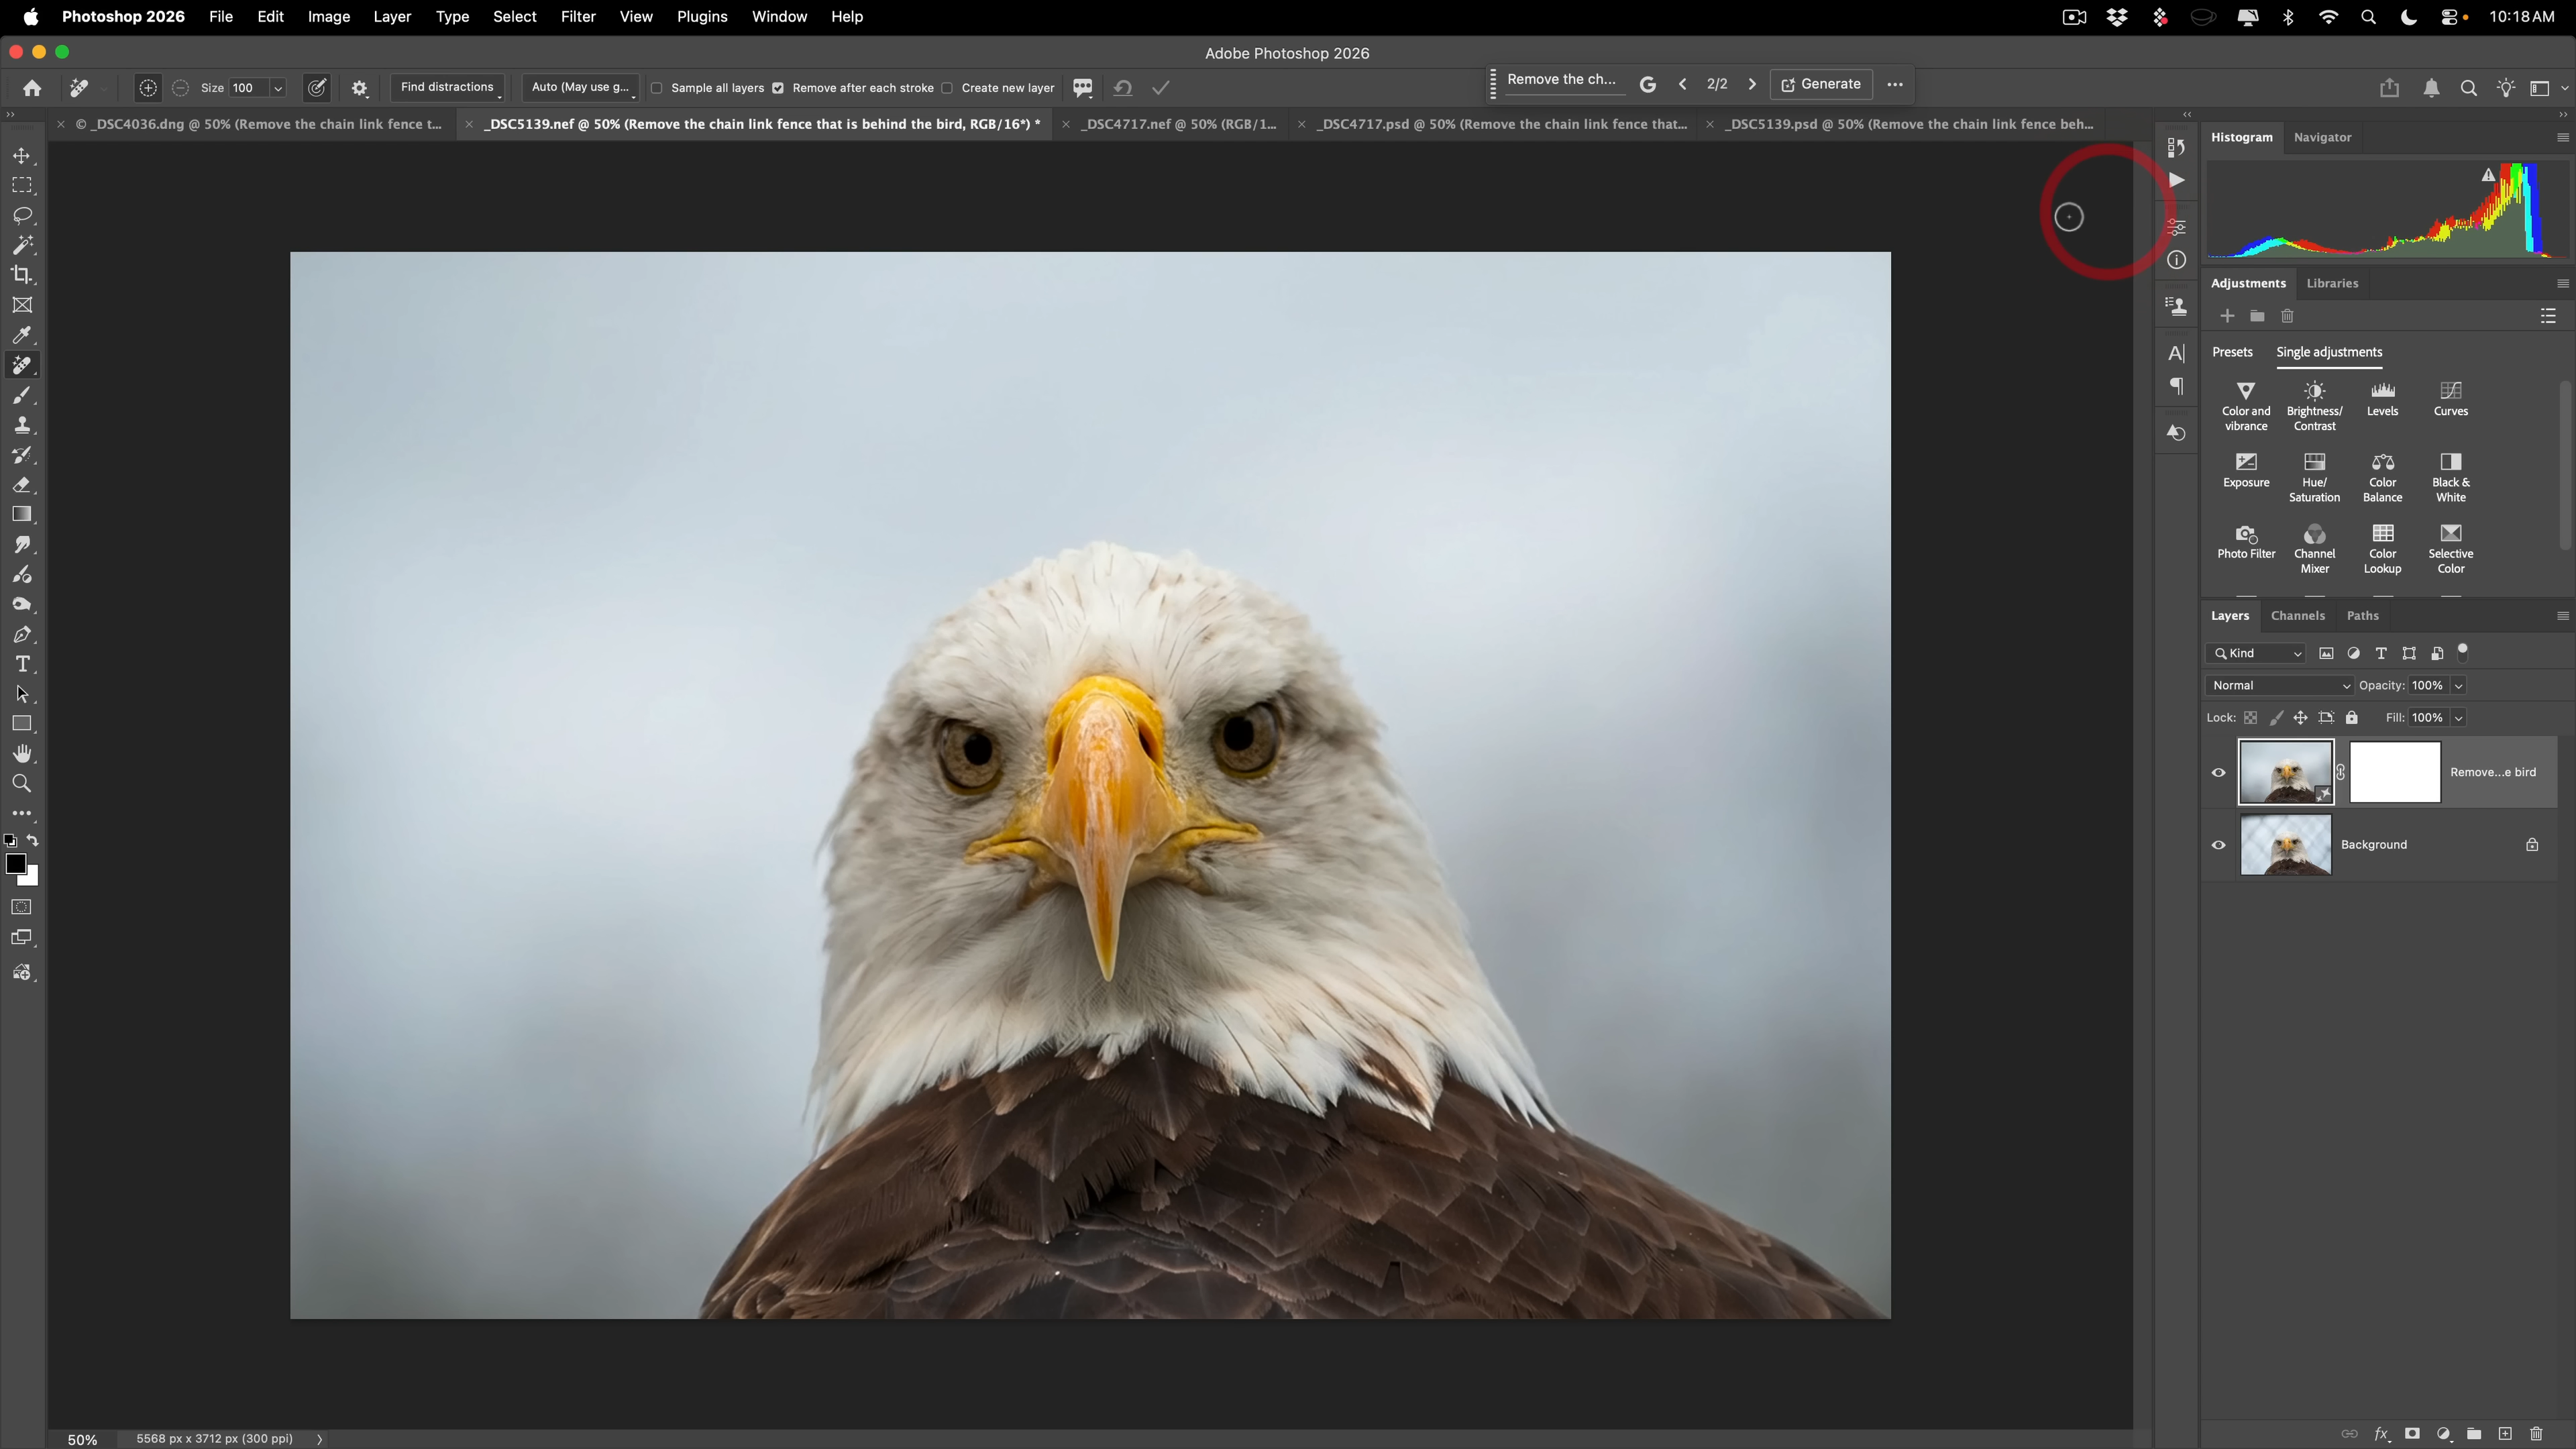 Photoshop 2026 File Edit Image Layer Type Select Filter View Plugins Window Help 10:18 AM
Adobe Photoshop 2026
Size 100 Find distractions Auto (May use g... Sample all layers Remove after each stroke Create new layer
Remove the ch... G 2/2 Generate
© _DSC4036.dng @ 50% (Remove the chain link fence t...
_DSC5139.nef @ 50% (Remove the chain link fence that is behind the bird, RGB/16*) *
_DSC4717.nef @ 50% (RGB/1...
_DSC4717.psd @ 50% (Remove the chain link fence that...
_DSC5139.psd @ 50% (Remove the chain link fence beh...
Histogram Navigator
Adjustments Libraries
Presets Single adjustments
Color and vibrance
Brightness/ Contrast
Levels
Curves
Exposure
Hue/ Saturation
Color Balance
Black & White
Photo Filter
Channel Mixer
Color Lookup
Selective Color
Layers Channels Paths
Kind
Normal Opacity: 100%
Lock: Fill: 100%
Remove...e bird
Background
50% 5568 px x 3712 px (300 ppi)